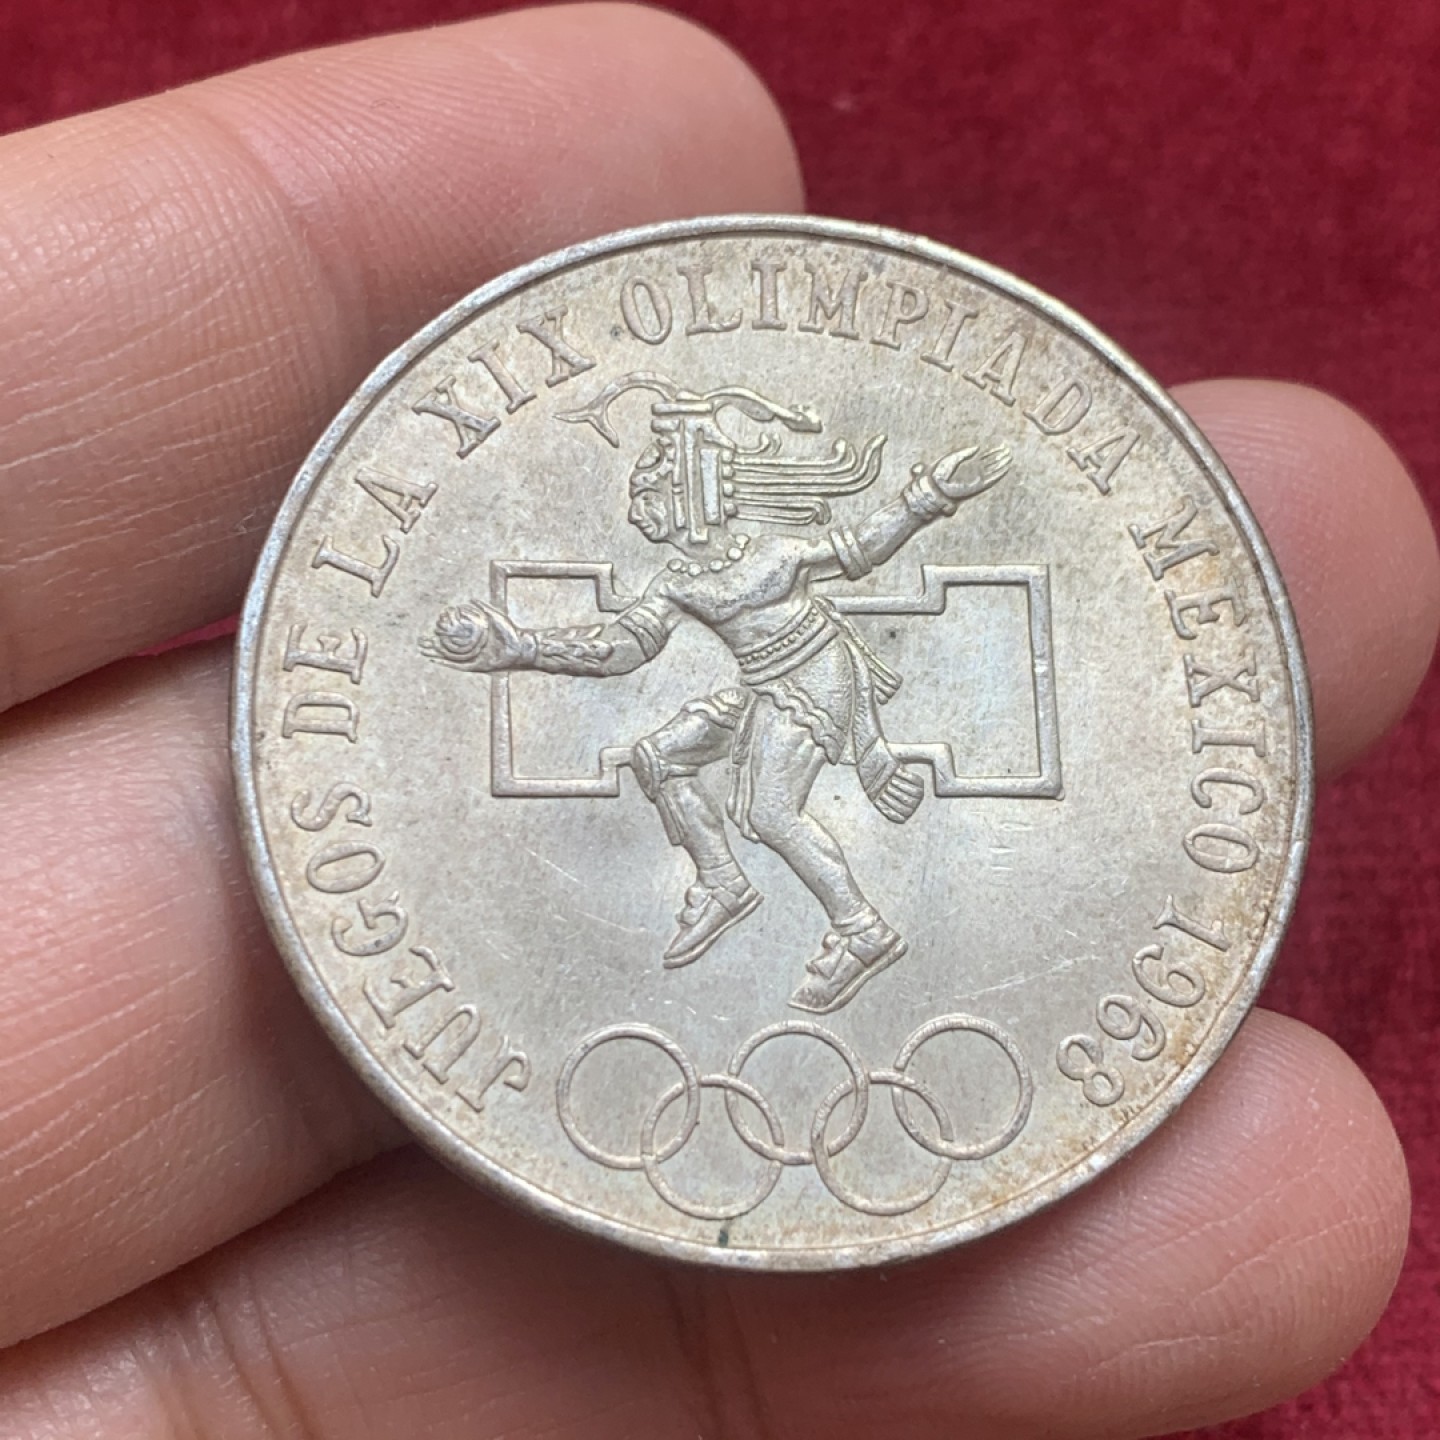 JUEGOS DE LA XIX OLIMPIADA MEXICO 1968